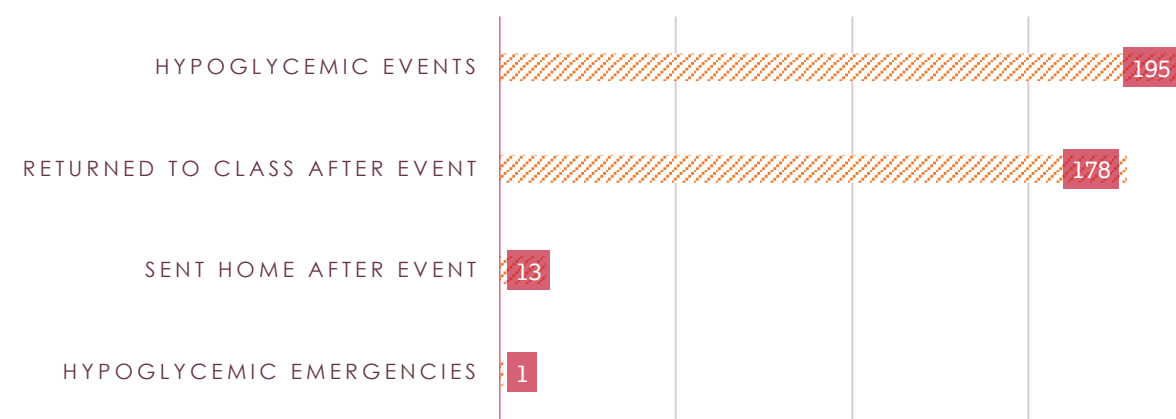 HYPOGLYCEMIC EVENTS 195
RETURNED TO CLASS AFTER EVENT 178
SENT HOME AFTER EVENT 13
HYPOGLYCEMIC EMERGENCIES 1